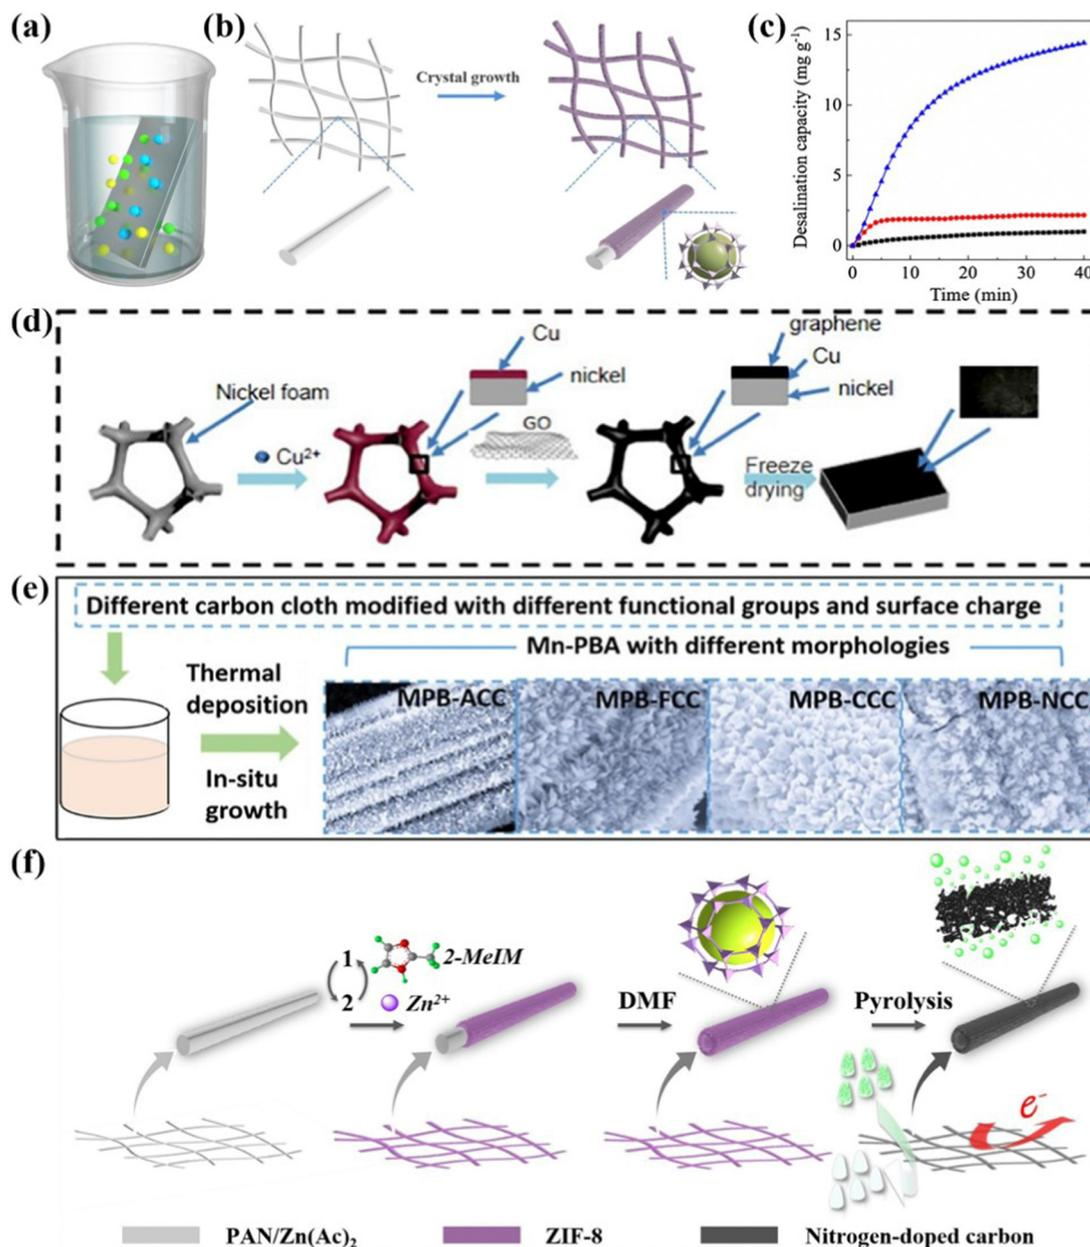 (a)
(b)
Crystal growth
(c)
Desalination capacity (mg g-1)
15
10
5
0
0 10 20 30 40
Time (min)
(d)
Nickel foam
Cu2+
Cu
nickel
GO
graphene
Cu
nickel
Freeze
drying
(e)
Different carbon cloth modified with different functional groups and surface charge
Mn-PBA with different morphologies
Thermal
deposition
In-situ
growth
MPB-ACC
MPB-FCC
MPB-CCC
MPB-NCC
(f)
1
2
2-MeIM
Zn2+
DMF
Pyrolysis
e-
PAN/Zn(Ac)2
ZIF-8
Nitrogen-doped carbon